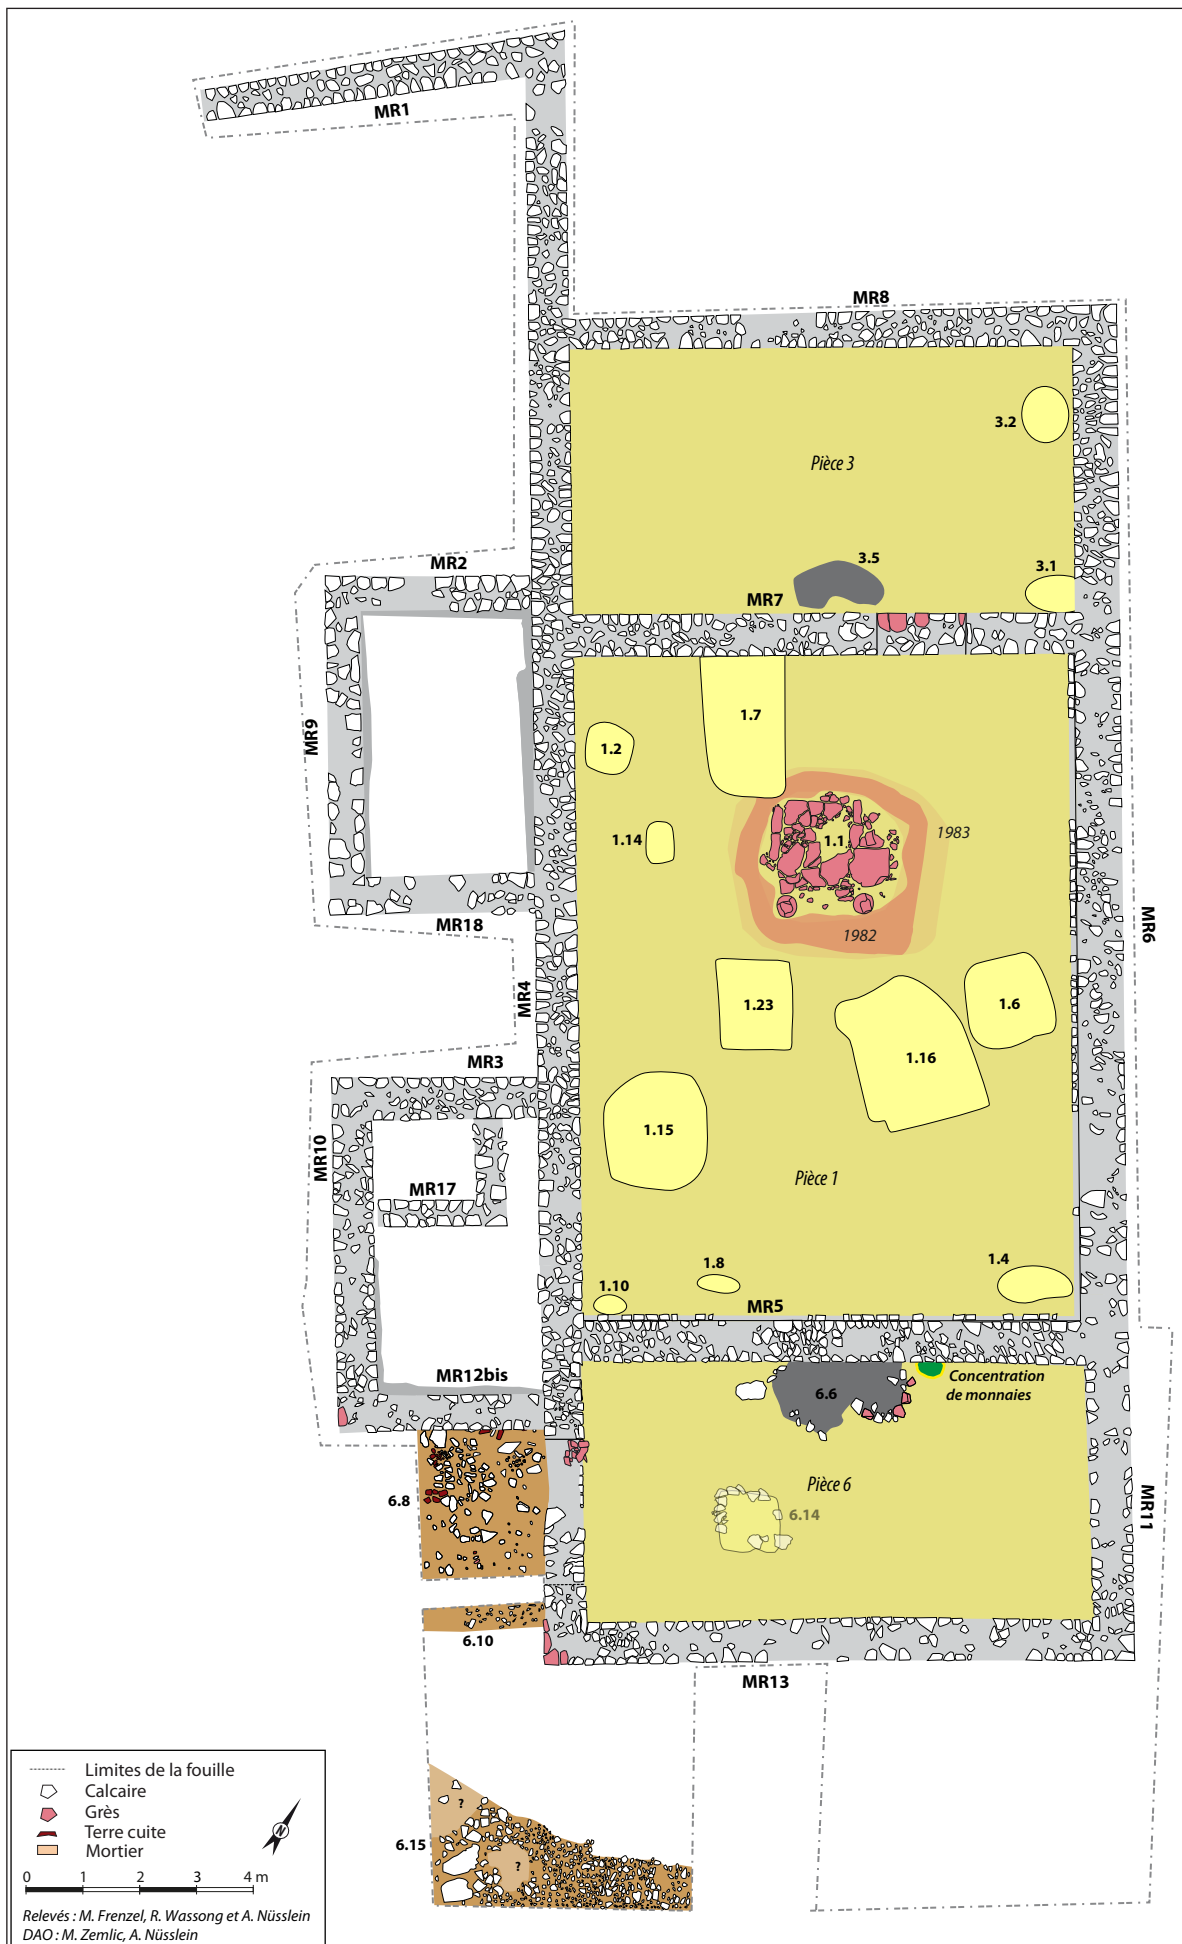 MR1
MR8
3.2
Pièce 3
MR2
3.5
3.1
MR7
1.7
1.2
MR9
1.14
1.1
1983
MR18
1982
MR6
MR4
1.23
1.6
MR3
1.16
1.15
MR10
Pièce 1
MR17
1.8
1.4
1.10
MR5
MR12bis
6.6
Concentration
de monnaies
Pièce 6
6.8
6.14
MR11
6.10
MR13
?
6.15
?
Limites de la fouille
Calcaire
Grès
Terre cuite
Mortier
N
0 1 2 3 4 m
Relevés : M. Frenzel, R. Wassong et A. Nüsslein
DAO : M. Zemlic, A. Nüsslein